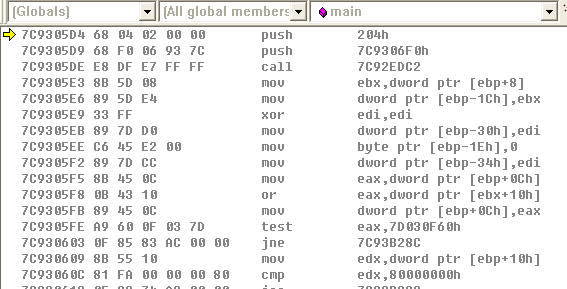 (Globals) (All global members main
7C9305D4 68 04 02 00 00 push 204h
7C9305D9 68 F0 06 93 7C push 7C9306F0h
7C9305DE E8 DF E7 FF FF call 7C92EDC2
7C9305E3 8B 5D 08 mov ebx,dword ptr [ebp+8]
7C9305E6 89 5D E4 mov dword ptr [ebp-1Ch],ebx
7C9305E9 33 FF xor edi,edi
7C9305EB 89 7D D0 mov dword ptr [ebp-30h],edi
7C9305EE C6 45 E2 00 mov byte ptr [ebp-1Eh],0
7C9305F2 89 7D CC mov dword ptr [ebp-34h],edi
7C9305F5 8B 45 0C mov eax,dword ptr [ebp+0Ch]
7C9305F8 0B 43 10 or eax,dword ptr [ebx+10h]
7C9305FB 89 45 0C mov dword ptr [ebp+0Ch],eax
7C9305FE A9 60 0F 03 7D test eax,7D030F60h
7C930603 0F 85 83 AC 00 00 jne 7C93B28C
7C930609 8B 55 10 mov edx,dword ptr [ebp+10h]
7C93060C 81 FA 00 00 00 80 cmp edx,80000000h